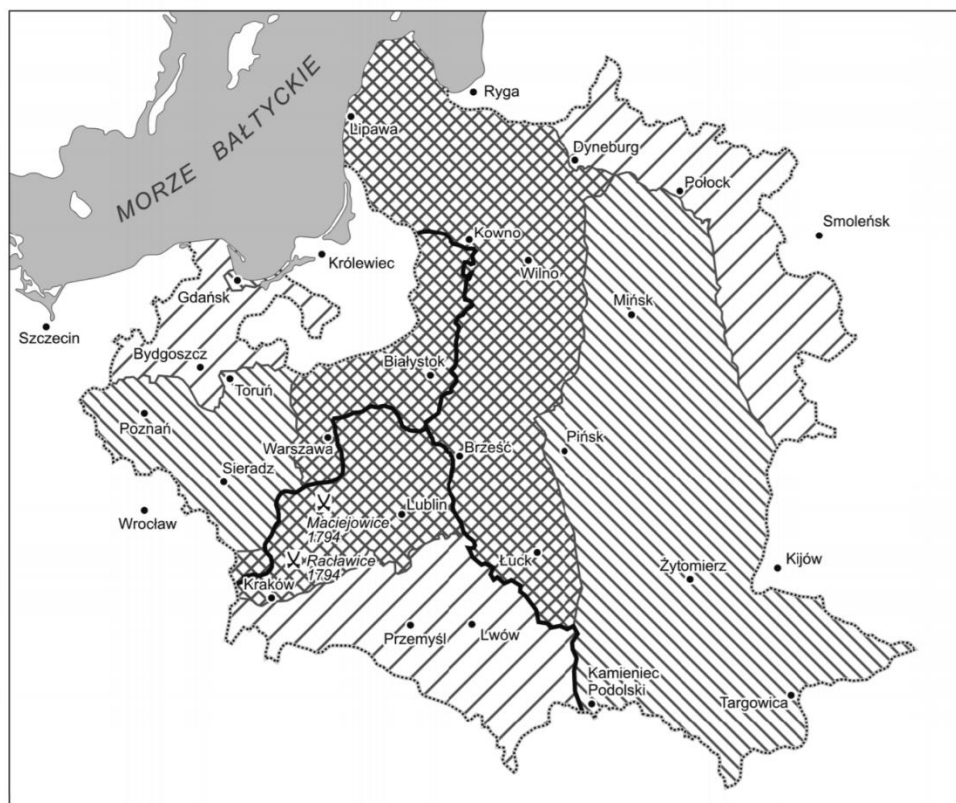 MORZE BAŁTYCKIE
Ryga
Lipawa
Dyneburg
Połock
Smoleńsk
Kowno
Królewiec
Wilno
Gdańsk
Mińsk
Szczecin
Bydgoszcz
Białystok
Toruń
Poznań
Warszawa
Brześć
Pińsk
Sieradz
Wrocław
Lublin
Maciejowice
1794
Racławice
1794
Łuck
Żytomierz
Kijów
Kraków
Przemyśl
Lwów
Kamieniec
Podolski
Targowica